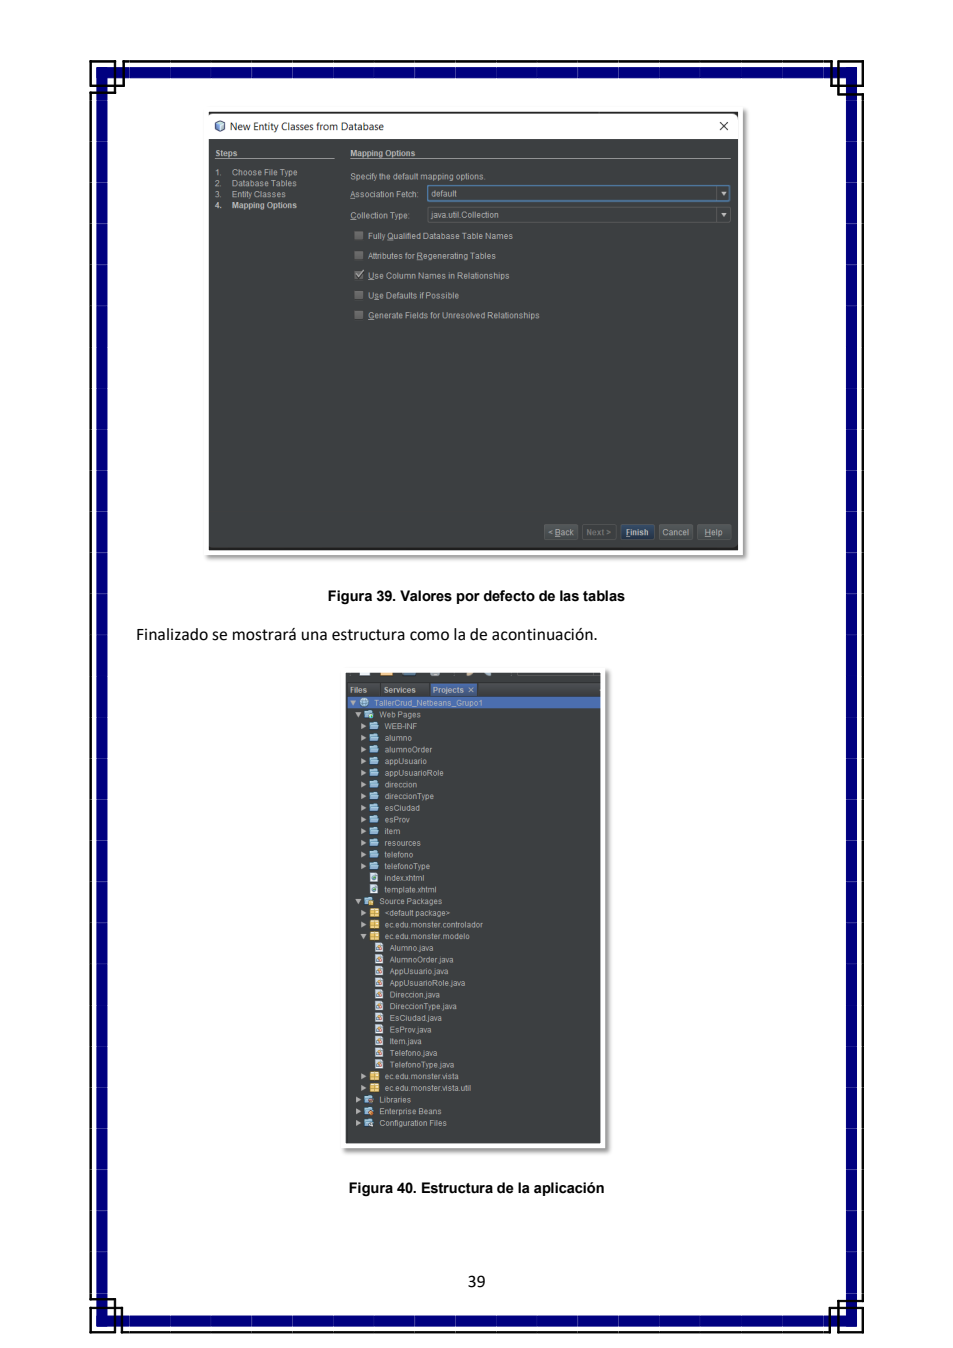 New Entity Classes from Database
Steps
1. Choose File Type
2. Database Tables
3. Entity Classes
4. Mapping Options
Mapping Options
Specify the default mapping options.
Association Fetch: default
Collection Type: java.util.Collection
Fully Qualified Database Table Names
Attributes for Regenerating Tables
Use Column Names in Relationships
Use Defaults if Possible
Generate Fields for Unresolved Relationships
< Back Next > Finish Cancel Help
Figura 39. Valores por defecto de las tablas
Finalizado se mostrará una estructura como la de acontinuación.
Files Services Projects ×
TallerCrud_Netbeans_Grupo1
Web Pages
WEB-INF
alumno
alumnoOrder
appUsuario
appUsuarioRole
direccion
direccionType
esCiudad
esProv
item
resources
telefono
telefonoType
index.xhtml
template.xhtml
Source Packages
<default package>
ec.edu.monster.controlador
ec.edu.monster.modelo
Alumno.java
AlumnoOrder.java
AppUsuario.java
AppUsuarioRole.java
Direccion.java
DireccionType.java
EsCiudad.java
EsProv.java
Item.java
Telefono.java
TelefonoType.java
ec.edu.monster.vista
ec.edu.monster.vista.util
Libraries
Enterprise Beans
Configuration Files
Figura 40. Estructura de la aplicación
39